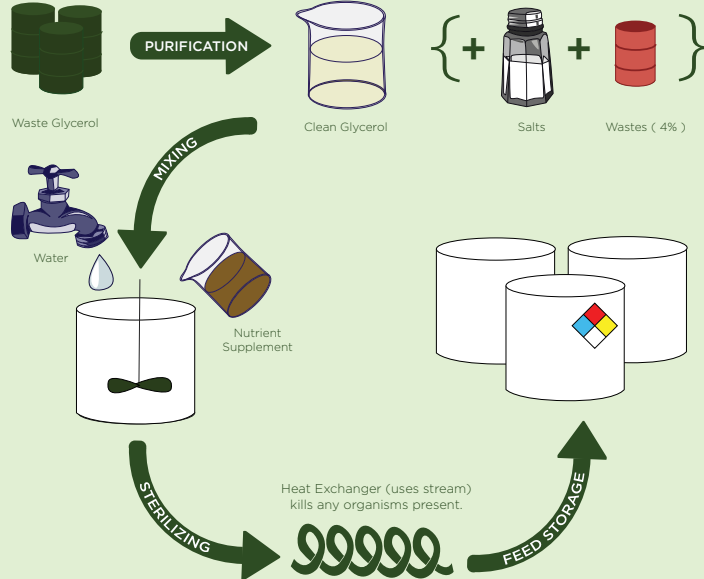 PURIFICATION
Waste Glycerol
Clean Glycerol
Salts
Wastes ( 4% )
MIXING
Water
Nutrient
Supplement
STERILIZING
Heat Exchanger (uses stream)
kills any organisms present.
FEED STORAGE